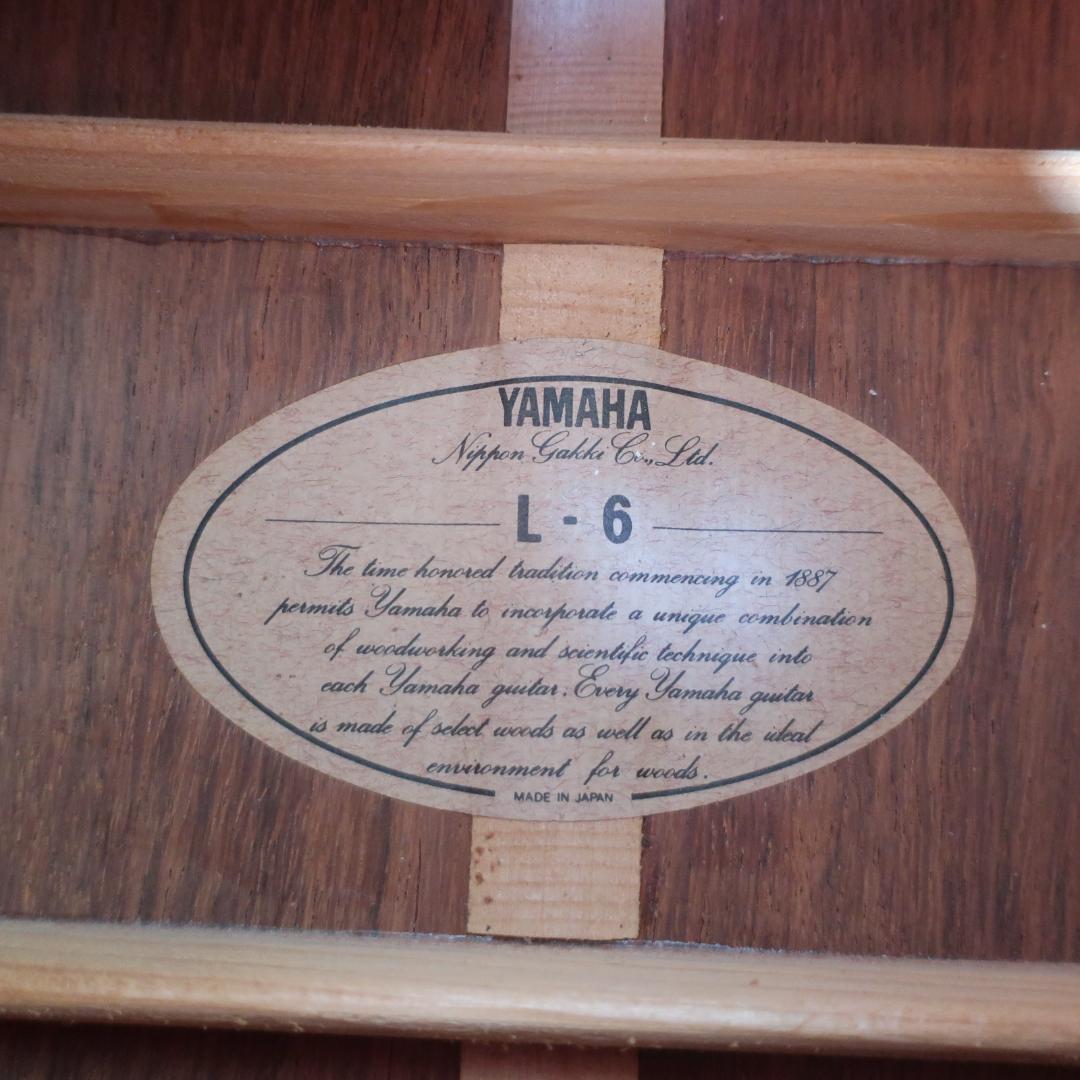 YAMAHA
Nippon Gakki Co., Ltd.
L - 6
The time honored tradition commencing in 1887
permits Yamaha to incorporate a unique combination
of woodworking and scientific technique into
each Yamaha guitar. Every Yamaha guitar
is made of select woods as well as in the ideal
environment for woods.
MADE IN JAPAN